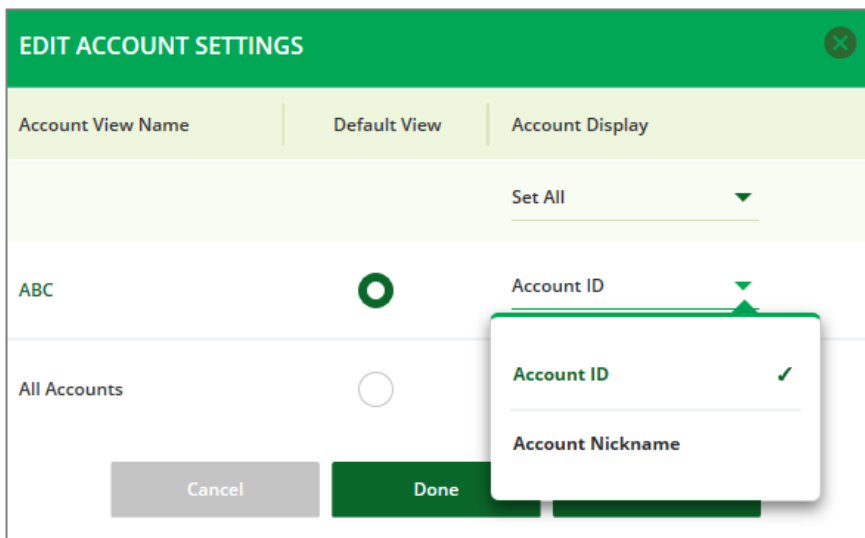 EDIT ACCOUNT SETTINGS
Account View Name Default View Account Display
Set All
ABC Account ID
Account ID
All Accounts
Account Nickname
Cancel Done